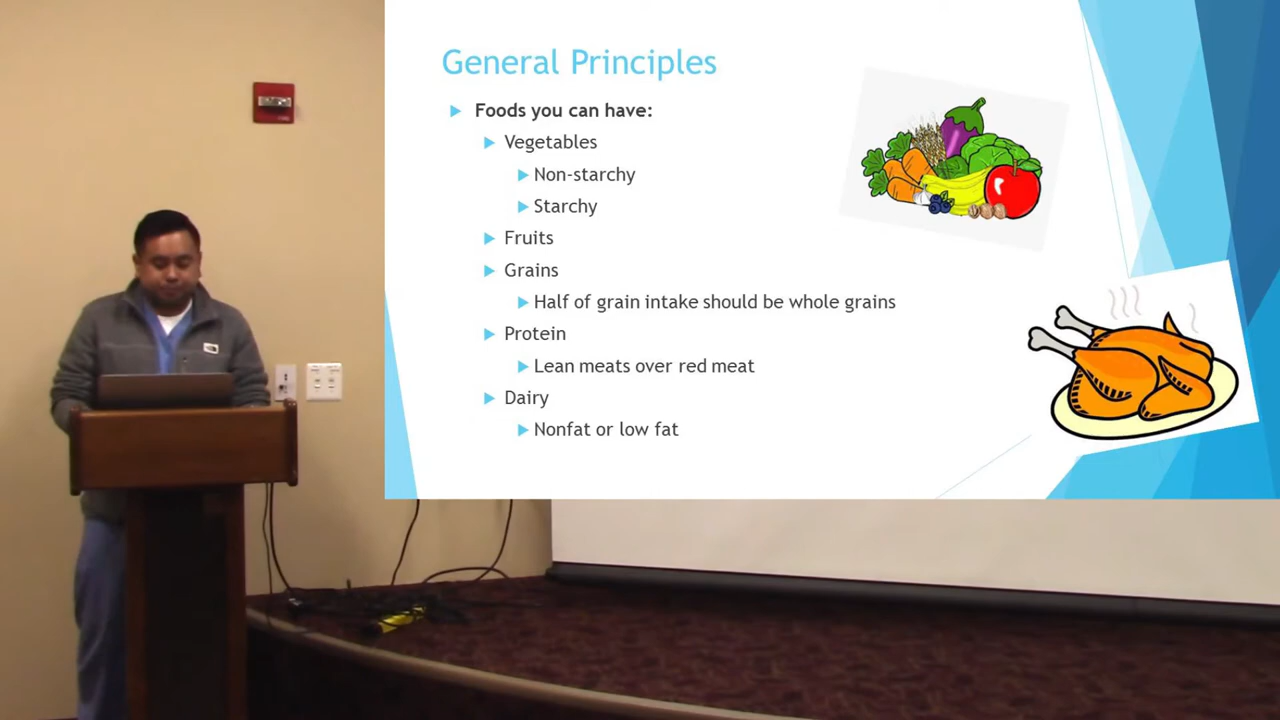 General Principles
Foods you can have:
Vegetables
Non-starchy
Starchy
Fruits
Grains
Half of grain intake should be whole grains
Protein
Lean meats over red meat
Dairy
Nonfat or low fat